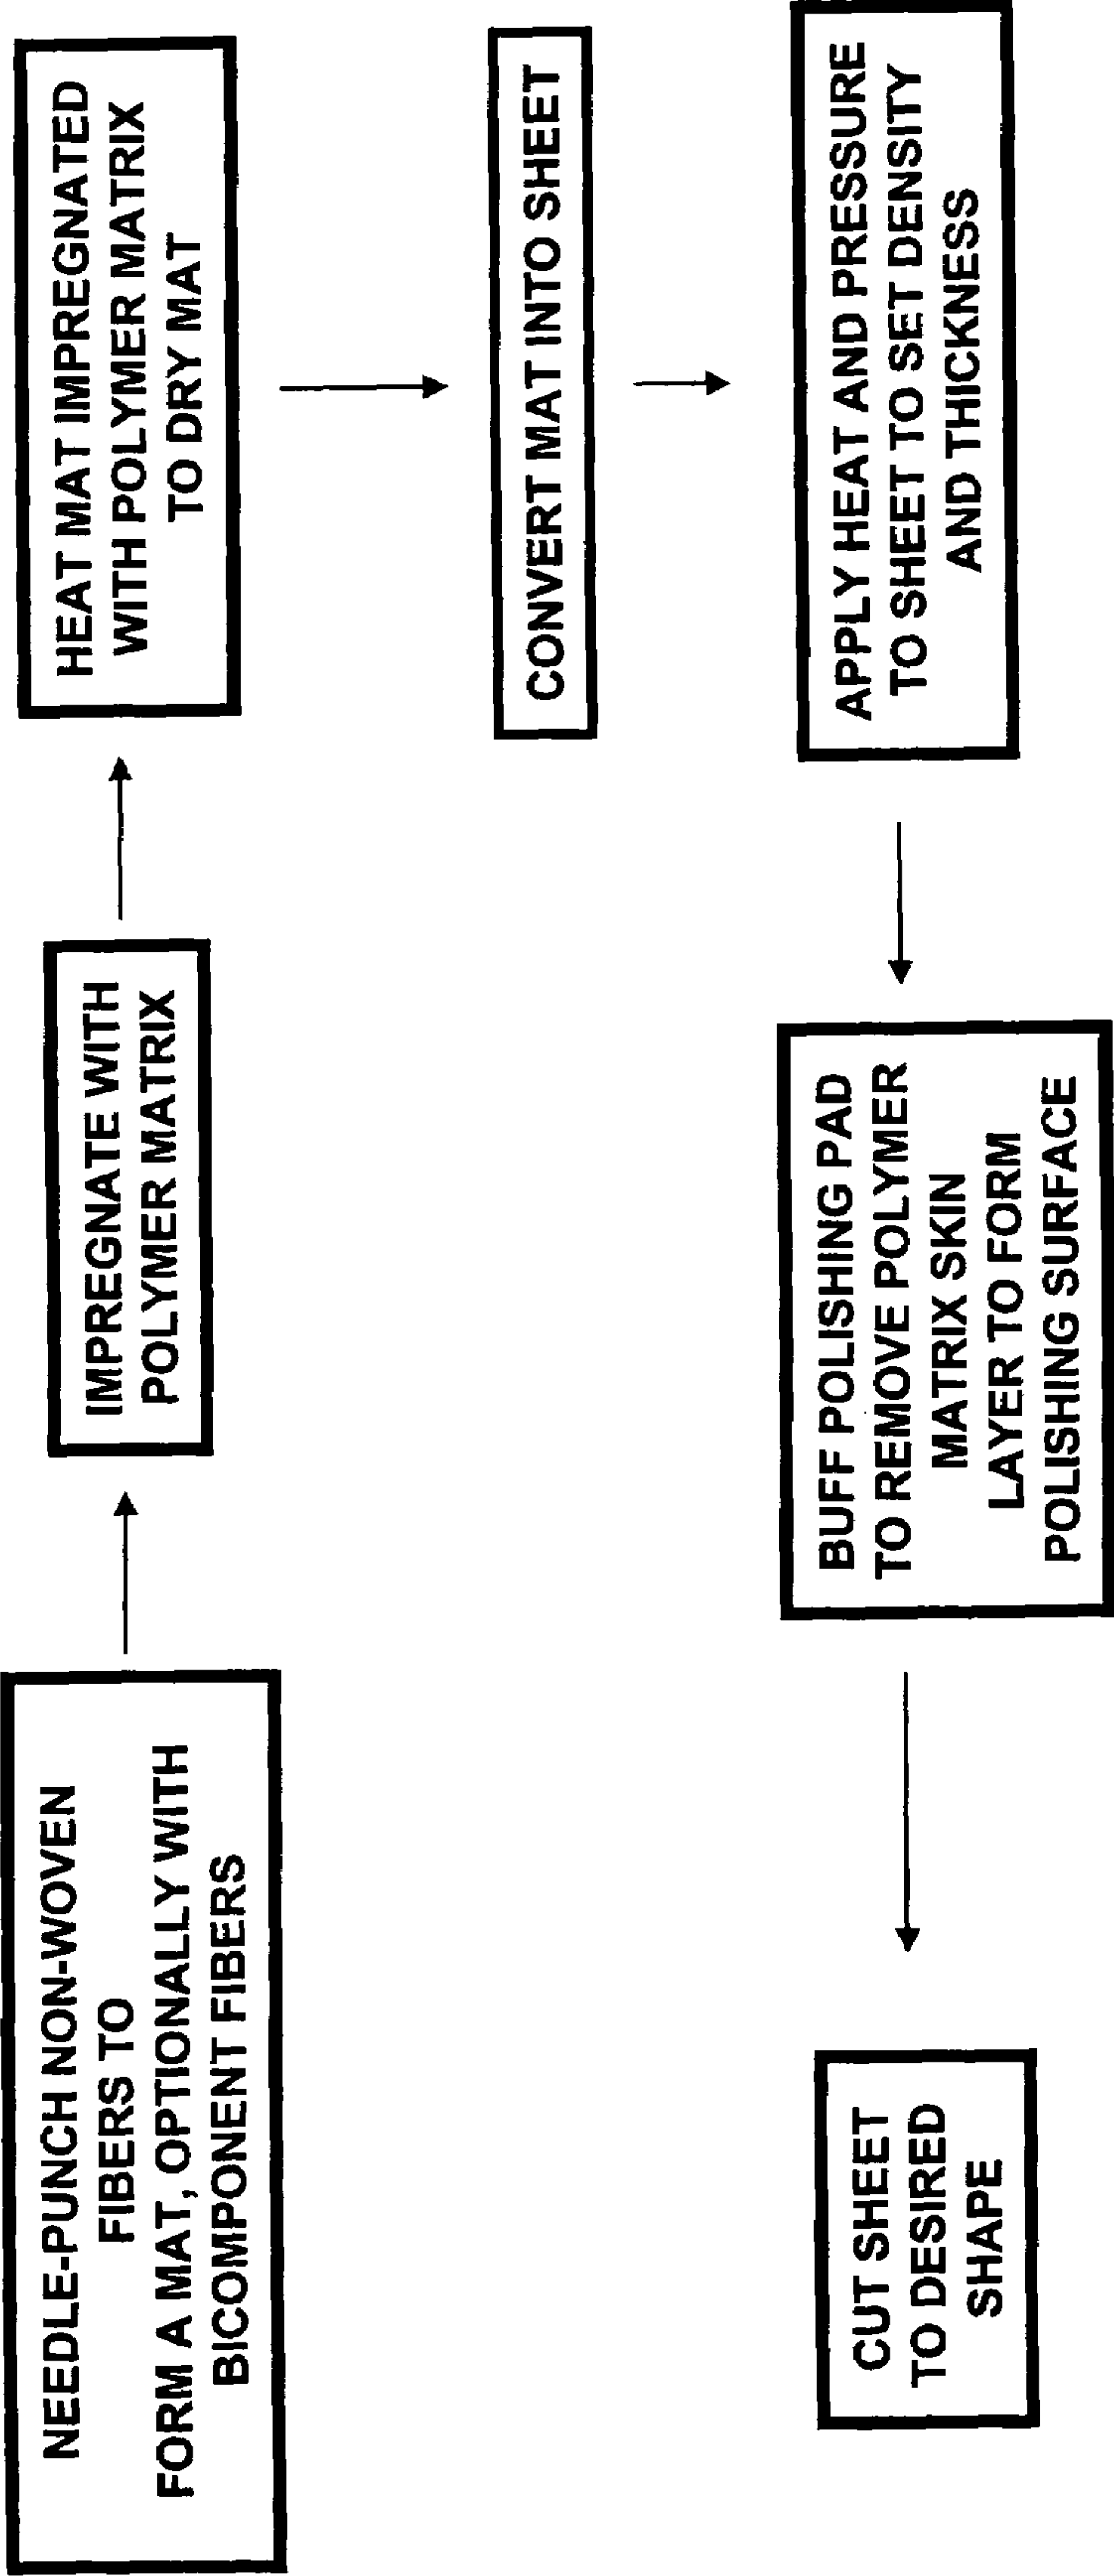 NEEDLE-PUNCH NON-WOVEN
FIBERS TO
FORM A MAT, OPTIONALLY WITH
BICOMPONENT FIBERS
IMPREGNATE WITH
POLYMER MATRIX
HEAT MAT IMPREGNATED
WITH POLYMER MATRIX
TO DRY MAT
CONVERT MAT INTO SHEET
APPLY HEAT AND PRESSURE
TO SHEET TO SET DENSITY
AND THICKNESS
BUFF POLISHING PAD
TO REMOVE POLYMER
MATRIX SKIN
LAYER TO FORM
POLISHING SURFACE
CUT SHEET
TO DESIRED
SHAPE